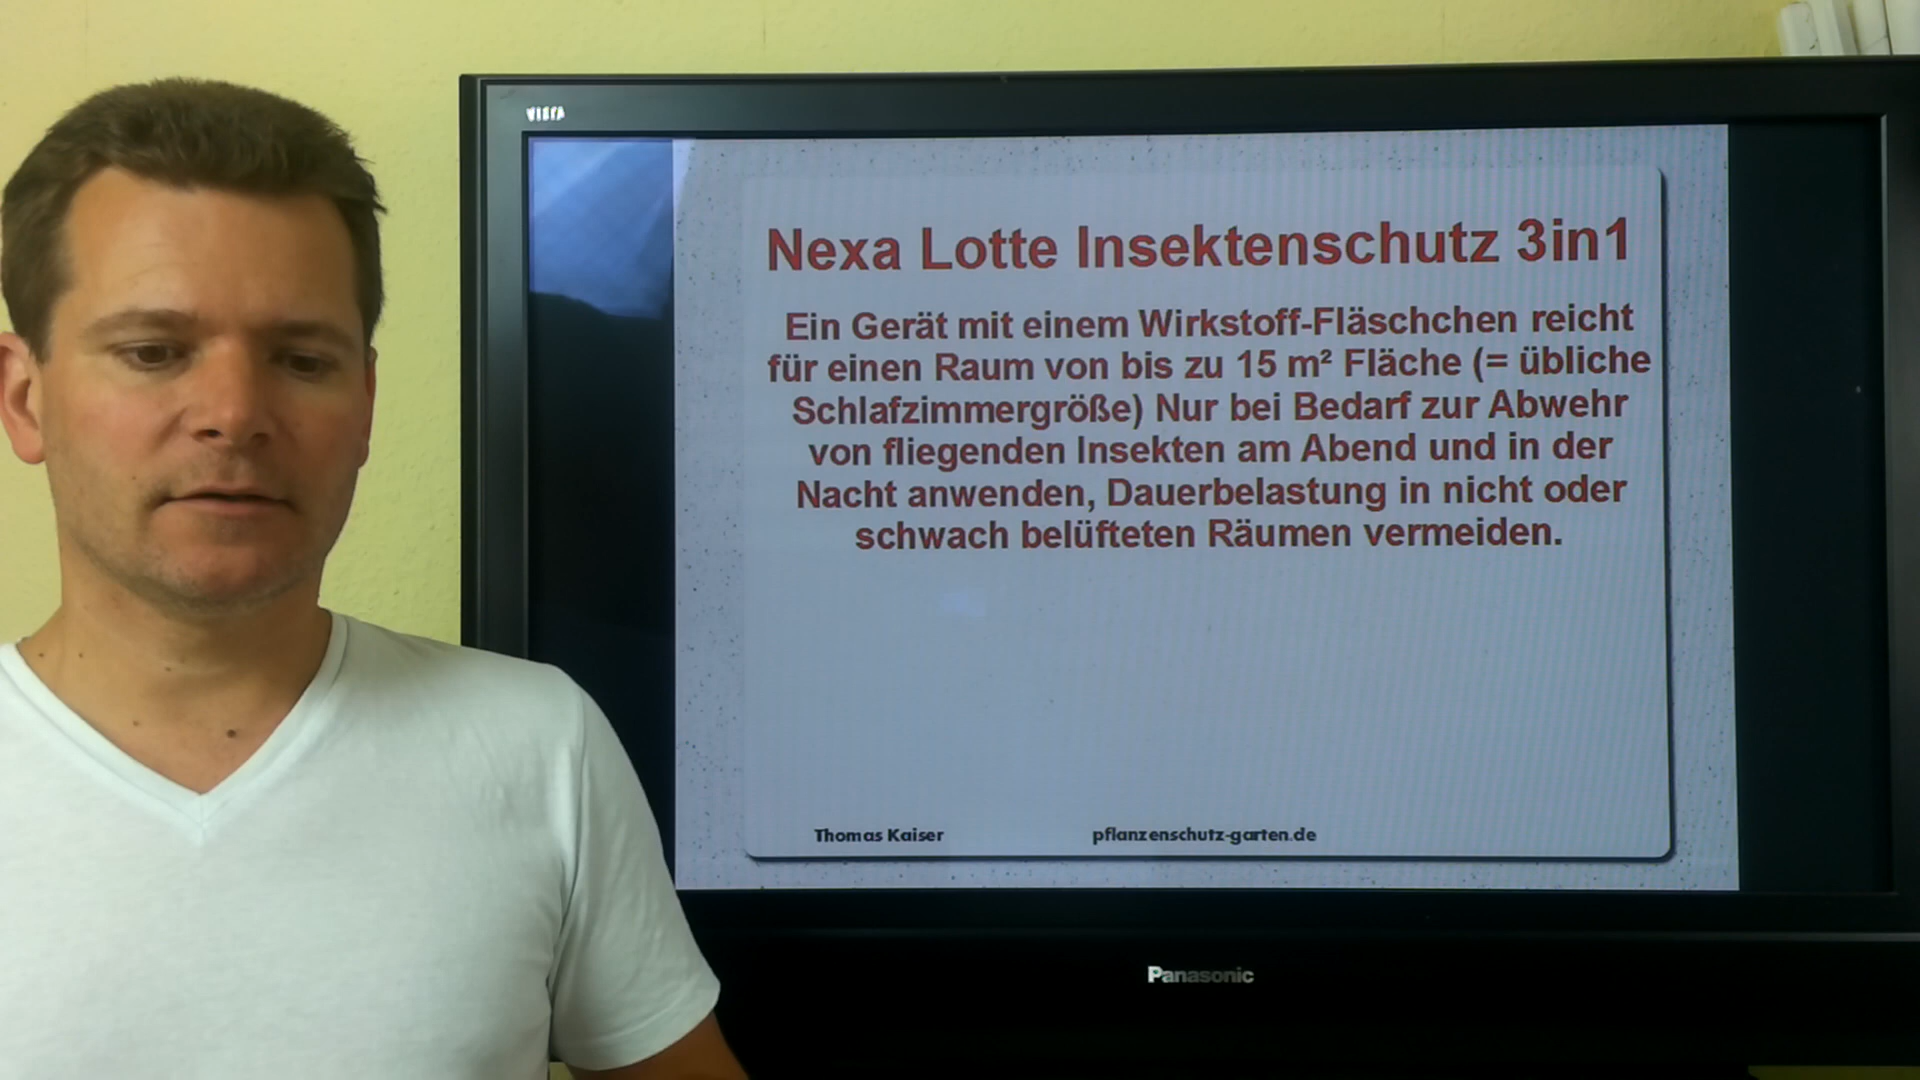 VIERA
Nexa Lotte Insektenschutz 3in1
Ein Gerät mit einem Wirkstoff-Fläschchen reicht
für einen Raum von bis zu 15 m² Fläche (= übliche
Schlafzimmergröße) Nur bei Bedarf zur Abwehr
von fliegenden Insekten am Abend und in der
Nacht anwenden, Dauerbelastung in nicht oder
schwach belüfteten Räumen vermeiden.
Thomas Kaiser pflanzenschutz-garten.de
Panasonic